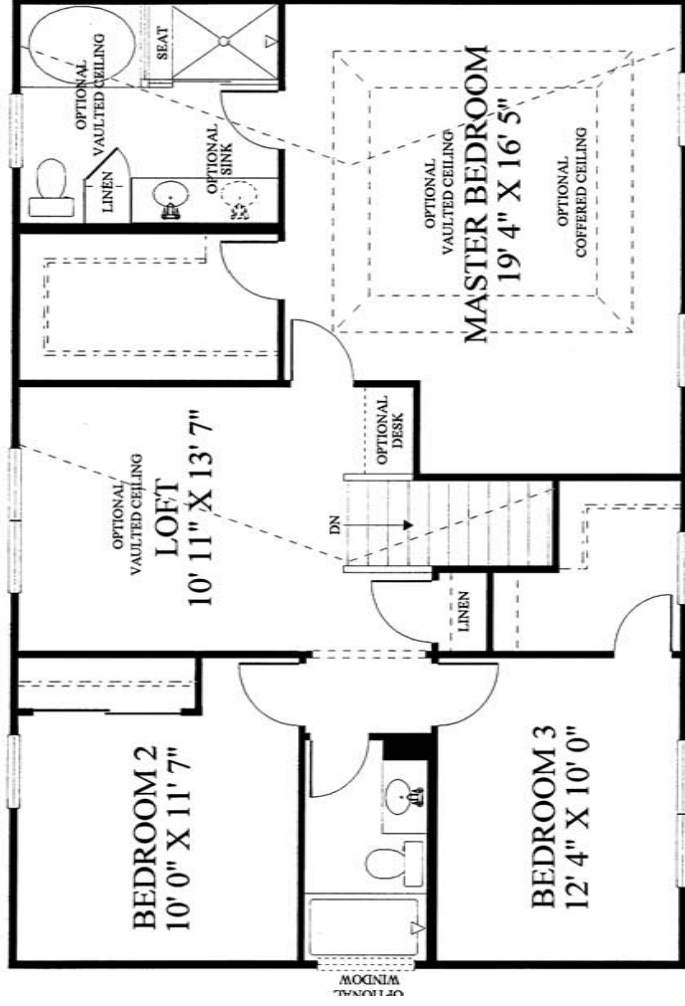 OPTIONAL
VAULTED CEILING
SEAT
LINEN
OPTIONAL
SINK
OPTIONAL
VAULTED CEILING
MASTER BEDROOM
19' 4" X 16' 5"
OPTIONAL
COFFERED CEILING
OPTIONAL
VAULTED CEILING
LOFT
10' 11" X 13' 7"
OPTIONAL
DESK
DN
LINEN
BEDROOM 2
10' 0" X 11' 7"
BEDROOM 3
12' 4" X 10' 0"
OPTIONAL
WINDOW